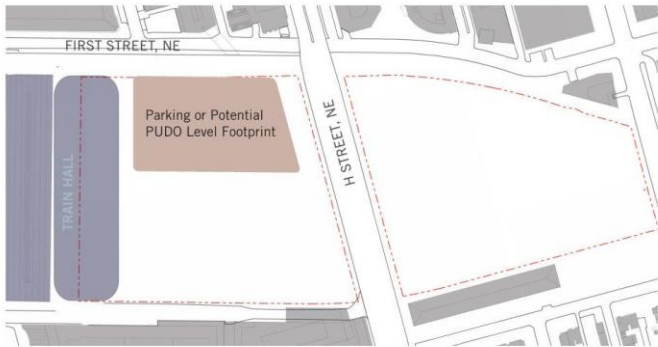 FIRST STREET, NE
Parking or Potential
PUDO Level Footprint
H STREET, NE
TRAIN HALL